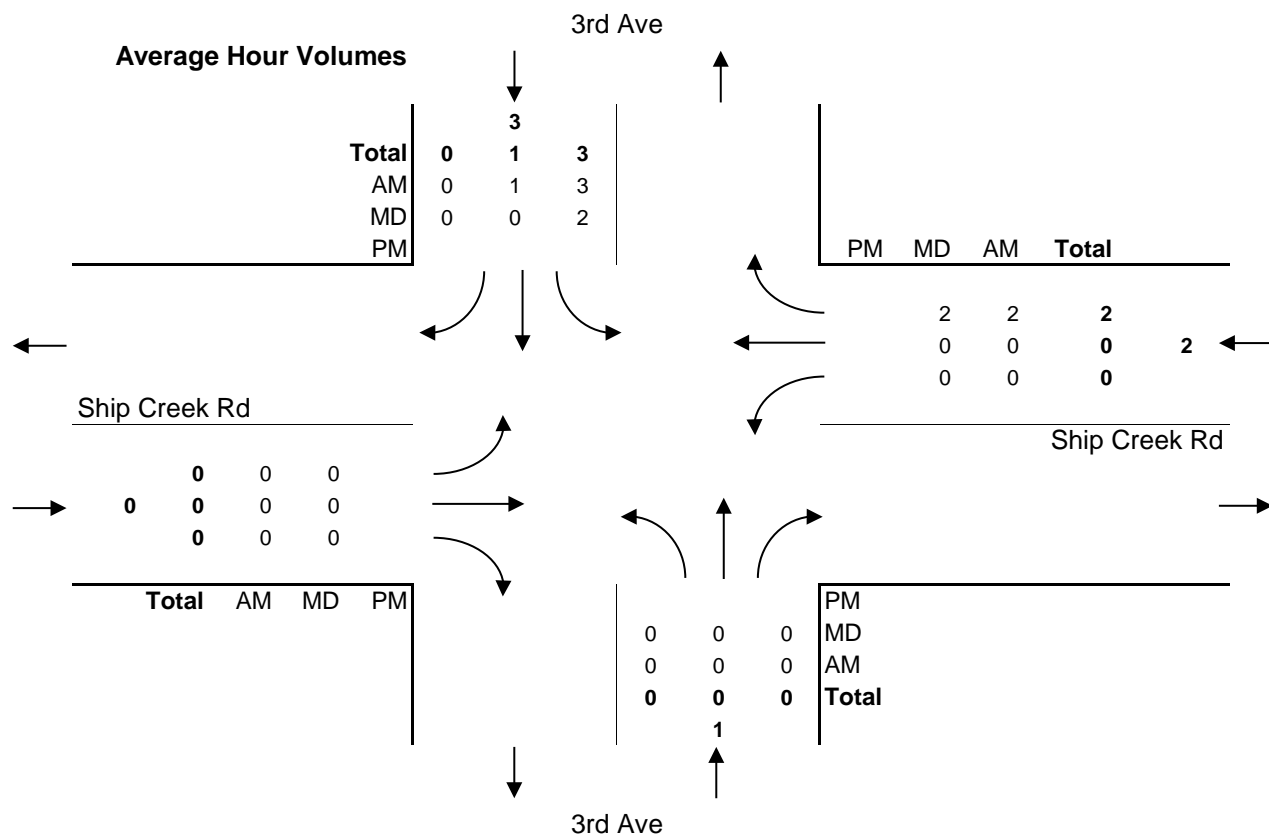 3rd Ave
Average Hour Volumes
3
Total 0 1 3
AM 0 1 3
MD 0 0 2
PM
PM MD AM Total
2 2 2
0 0 0 2
0 0 0
Ship Creek Rd
Ship Creek Rd
0 0 0
0 0 0 0
0 0 0
Total AM MD PM
PM
0 0 0 MD
0 0 0 AM
0 0 0 Total
1
3rd Ave